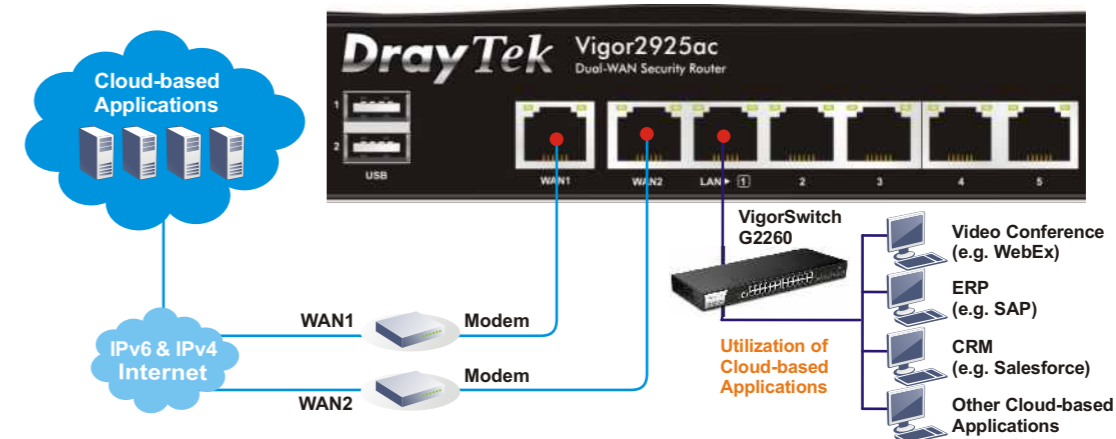 DrayTek
Vigor2925ac
Dual-WAN Security Router
1
2
USB
WAN1
WAN2
LAN▶ 1
2
3
4
5
Cloud-based
Applications
IPv6 & IPv4
Internet
WAN1
Modem
WAN2
Modem
VigorSwitch
G2260
Utilization of
Cloud-based
Applications
Video Conference
(e.g. WebEx)
ERP
(e.g. SAP)
CRM
(e.g. Salesforce)
Other Cloud-based
Applications